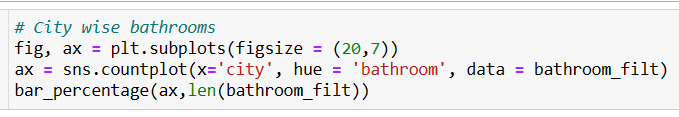 # City wise bathrooms
fig, ax = plt.subplots(figsize = (20,7))
ax = sns.countplot(x='city', hue = 'bathroom', data = bathroom_filt)
bar_percentage(ax,len(bathroom_filt))